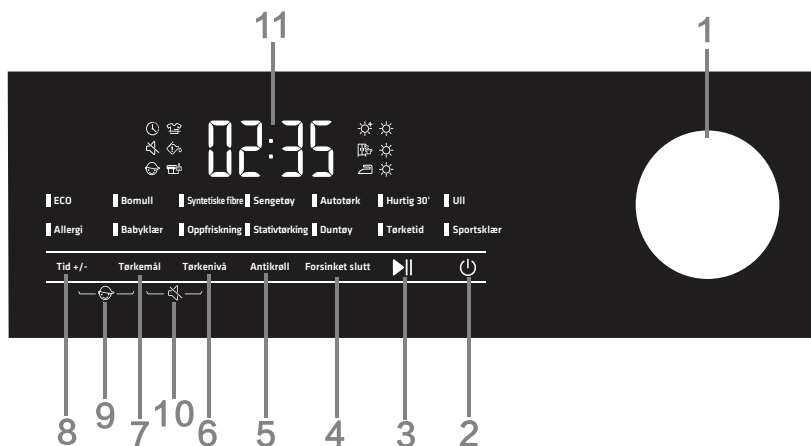 11
1
02:35
ECO Bomull Syntetiske fibre Sengetøy Autotørk Hurtig 30' Ull
Allergi Babyklær Oppfriskning Stativtørking Duntøy Tørketid Sportsklær
Tid +/- Tørkemål Tørkenivå Antikrøll Forsinket slutt
8 9 7 10 6 5 4 3 2